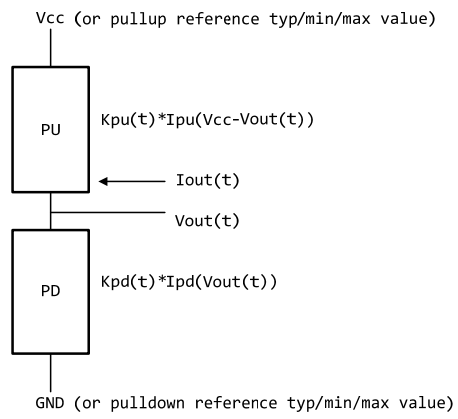 Vcc (or pullup reference typ/min/max value)
PU
Kpu(t)*Ipu(Vcc-Vout(t))
Iout(t)
Vout(t)
PD
Kpd(t)*Ipd(Vout(t))
GND (or pulldown reference typ/min/max value)